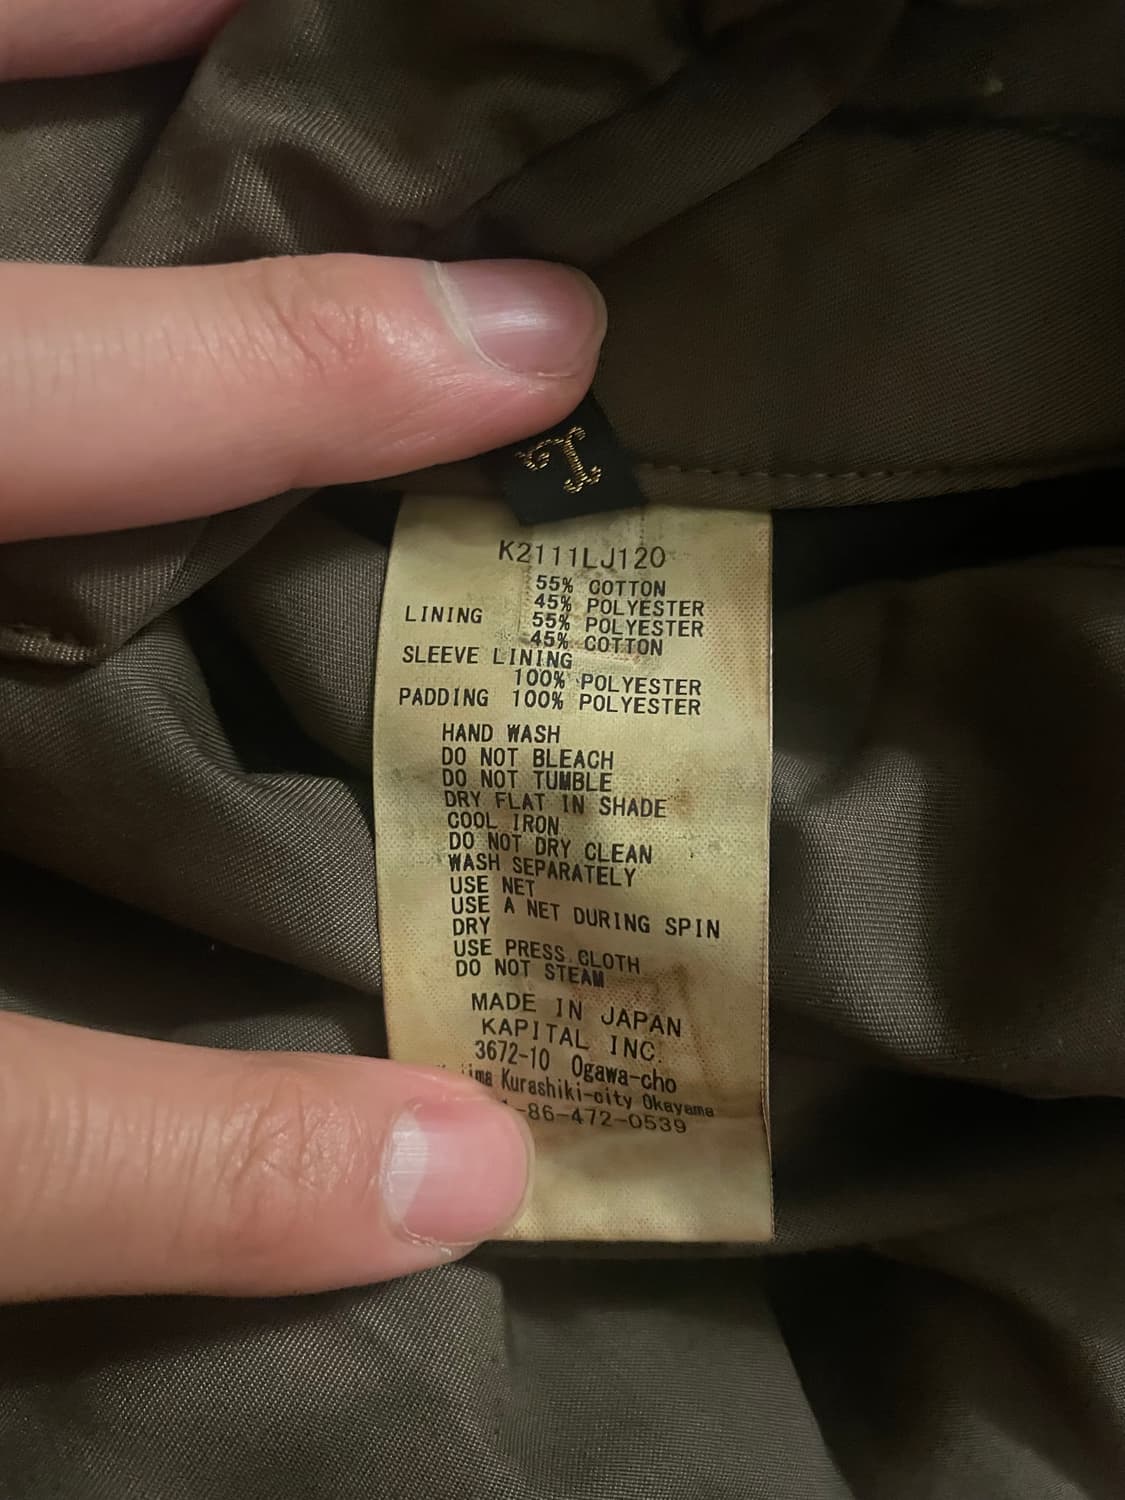 K2111LJ120
55% COTTON
45% POLYESTER
LINING 55% POLYESTER
45% COTTON
SLEEVE LINING
100% POLYESTER
PADDING 100% POLYESTER
HAND WASH
DO NOT BLEACH
DO NOT TUMBLE
DRY FLAT IN SHADE
COOL IRON
DO NOT DRY CLEAN
WASH SEPARATELY
USE NET
USE A NET DURING SPIN
DRY
USE PRESS CLOTH
DO NOT STEAM
MADE IN JAPAN
KAPITAL INC.
3672-10 Ogawa-cho
Kurashiki-city Okayama
-86-472-0539